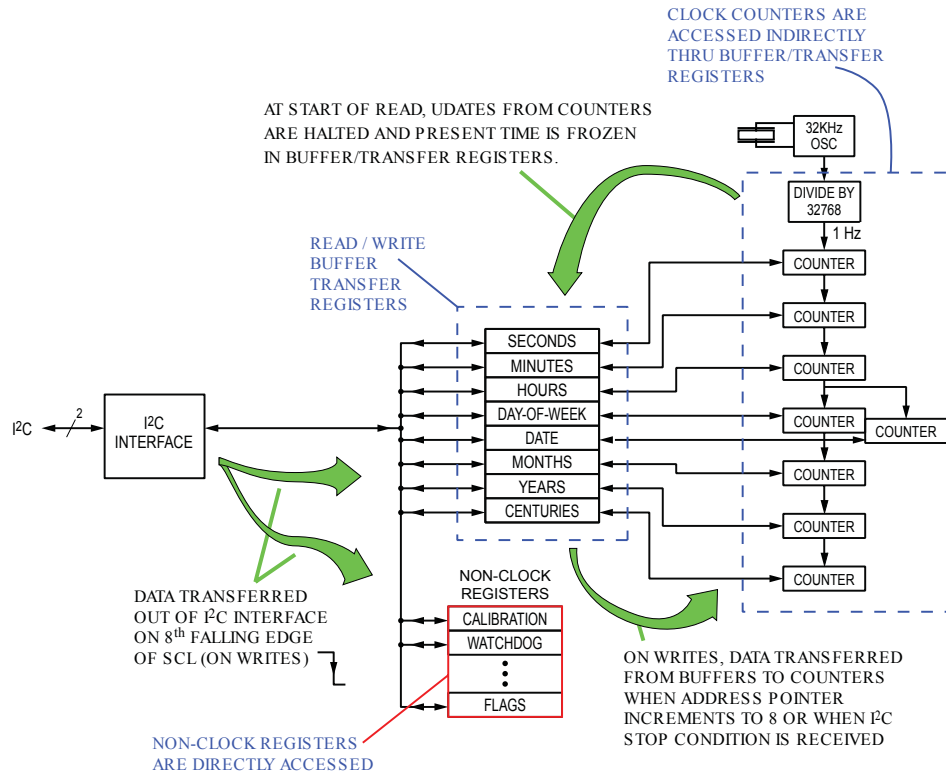 CLOCK COUNTERS ARE
ACCESSED INDIRECTLY
THRU BUFFER/TRANSFER
REGISTERS
AT START OF READ, UDATES FROM COUNTERS
ARE HALTED AND PRESENT TIME IS FROZEN
IN BUFFER/TRANSFER REGISTERS.
32KHz
OSC
DIVIDE BY
32768
1 Hz
READ / WRITE
BUFFER
TRANSFER
REGISTERS
COUNTER
COUNTER
COUNTER
COUNTER
COUNTER
COUNTER
COUNTER
COUNTER
SECONDS
MINUTES
HOURS
DAY-OF-WEEK
DATE
MONTHS
YEARS
CENTURIES
I²C
2
I²C
INTERFACE
DATA TRANSFERRED
OUT OF I²C INTERFACE
ON 8th FALLING EDGE
OF SCL (ON WRITES)
NON-CLOCK
REGISTERS
CALIBRATION
WATCHDOG
FLAGS
ON WRITES, DATA TRANSFERRED
FROM BUFFERS TO COUNTERS
WHEN ADDRESS POINTER
INCREMENTS TO 8 OR WHEN I²C
STOP CONDITION IS RECEIVED
NON-CLOCK REGISTERS
ARE DIRECTLY ACCESSED